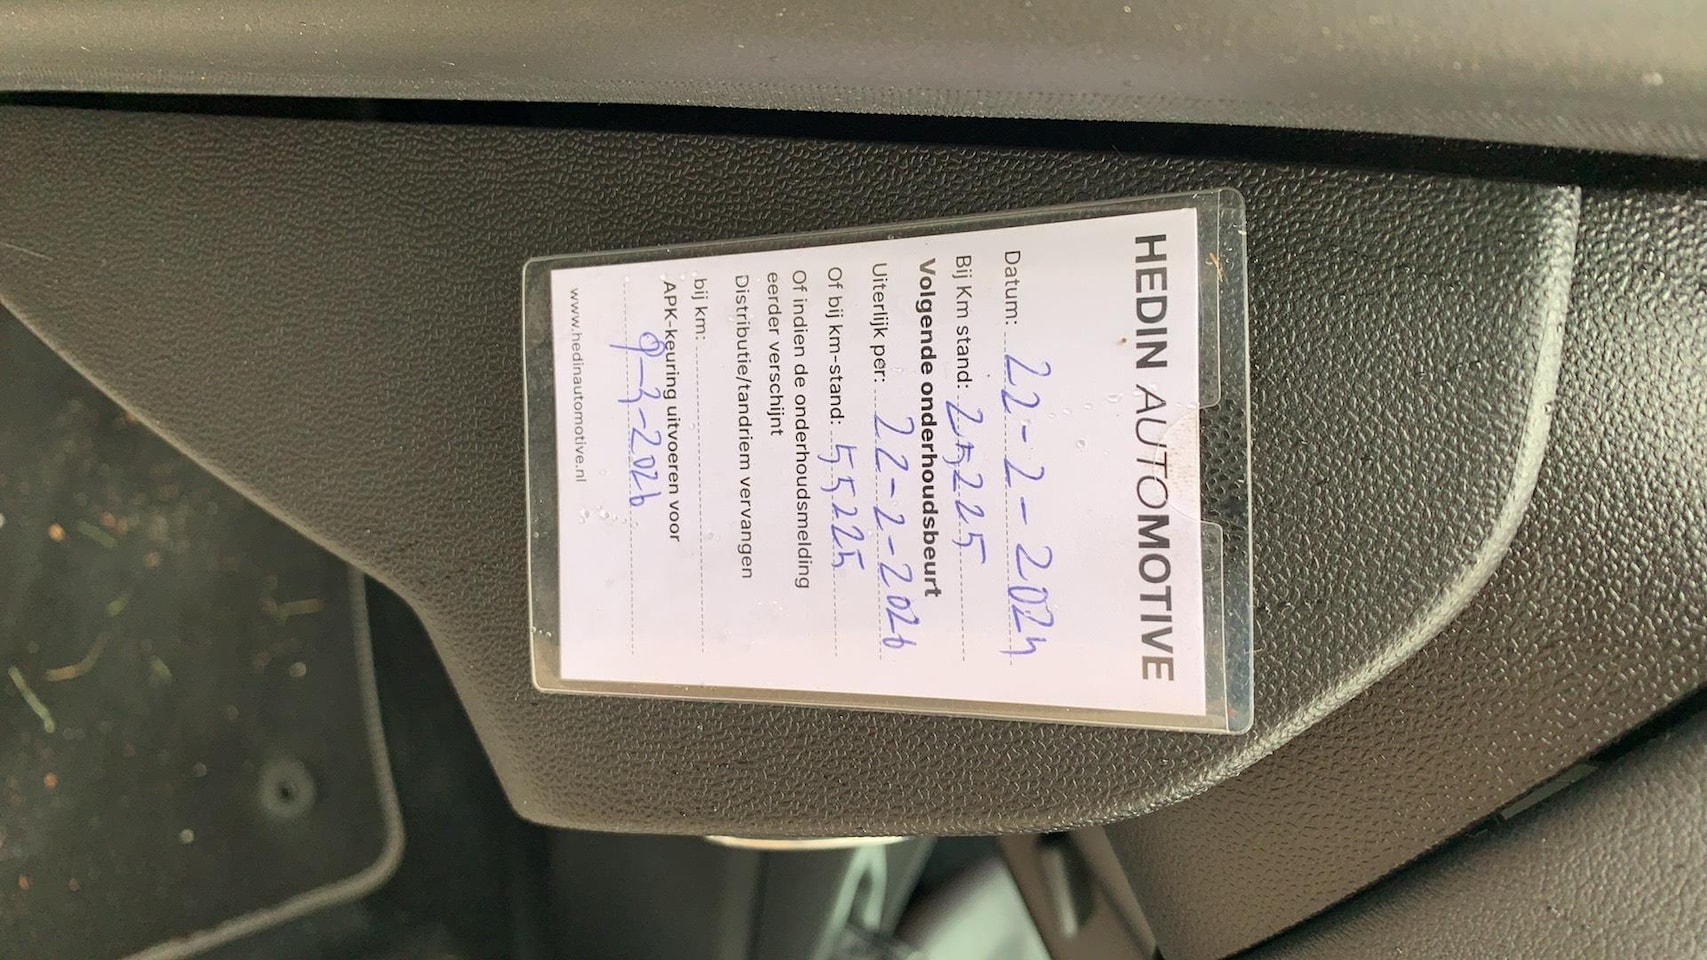 HEDIN AUTOMOTIVE
Datum: 22-2-2024
Bij Km stand: 25225
Volgende onderhoudsbeurt
Uiterlijk per: 22-2-2026
Of bij km-stand: 55225
Of indien de onderhoudsmelding
eerder verschijnt
Distributie/tandriem vervangen
bij km:
APK-keuring uitvoeren voor
9-3-2026
www.hedinautomotive.nl